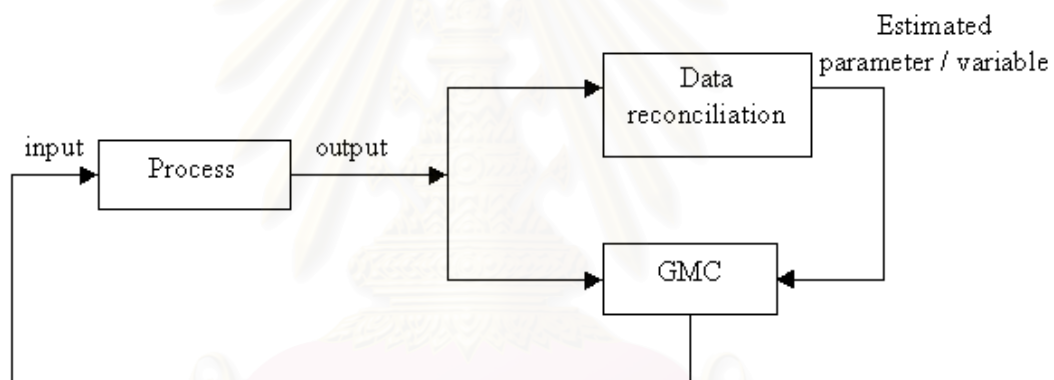 Estimated
parameter / variable
Data
reconciliation
input
Process
output
GMC